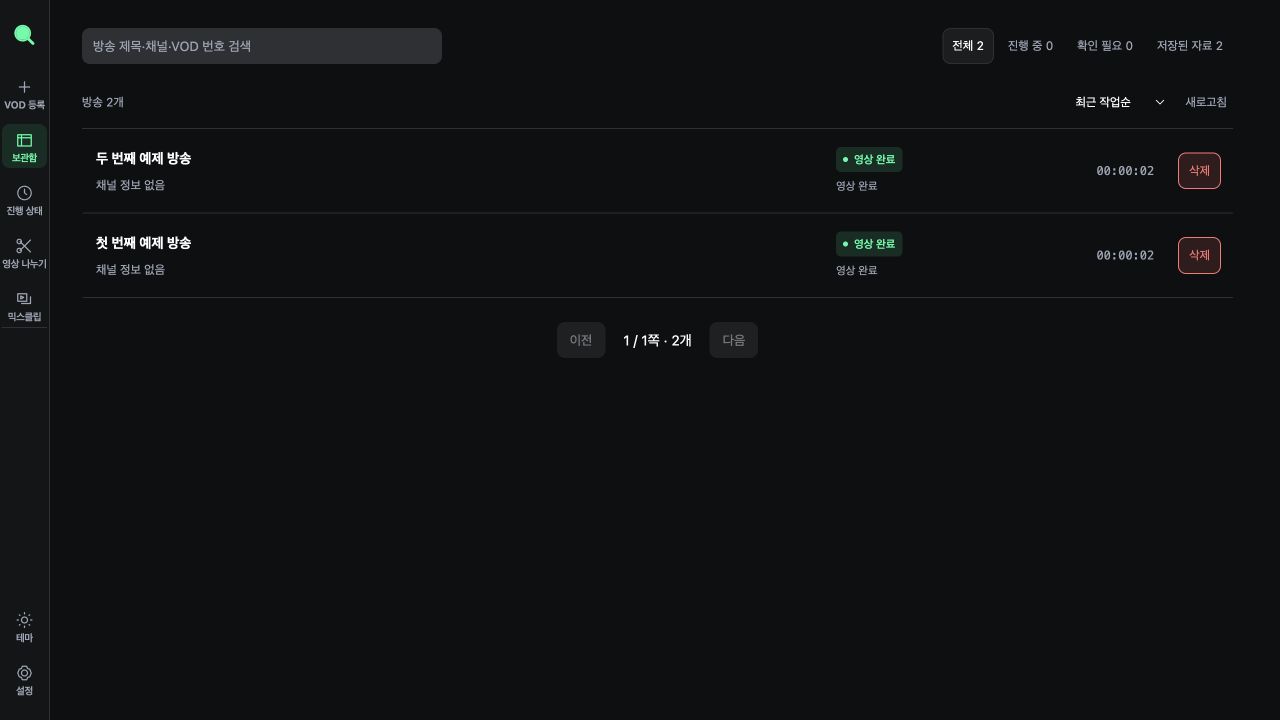 방송 제목·채널·VOD 번호 검색
전체 2
진행 중 0
확인 필요 0
저장된 자료 2
VOD 등록
보관함
진행 상태
영상 나누기
믹스클립
테마
설정
방송 2개
최근 작업순
새로고침
두 번째 예제 방송
채널 정보 없음
영상 완료
영상 완료
00:00:02
삭제
첫 번째 예제 방송
채널 정보 없음
영상 완료
영상 완료
00:00:02
삭제
이전
1 / 1쪽 · 2개
다음